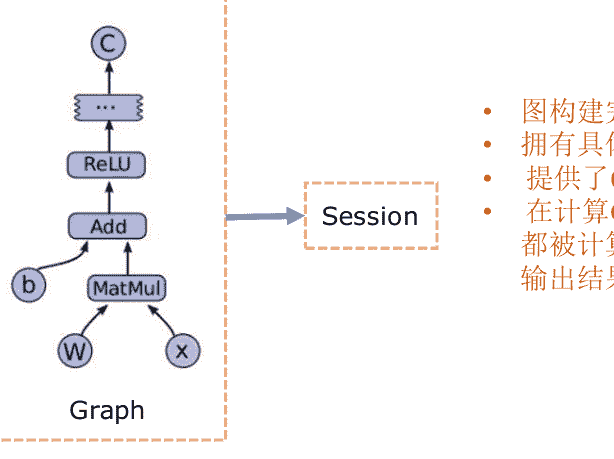 C
...
ReLU
Add
b
MatMul
W
x
Graph
Session
• 图构建
• 拥有具
• 提供了
• 在计算
都被计
输出结